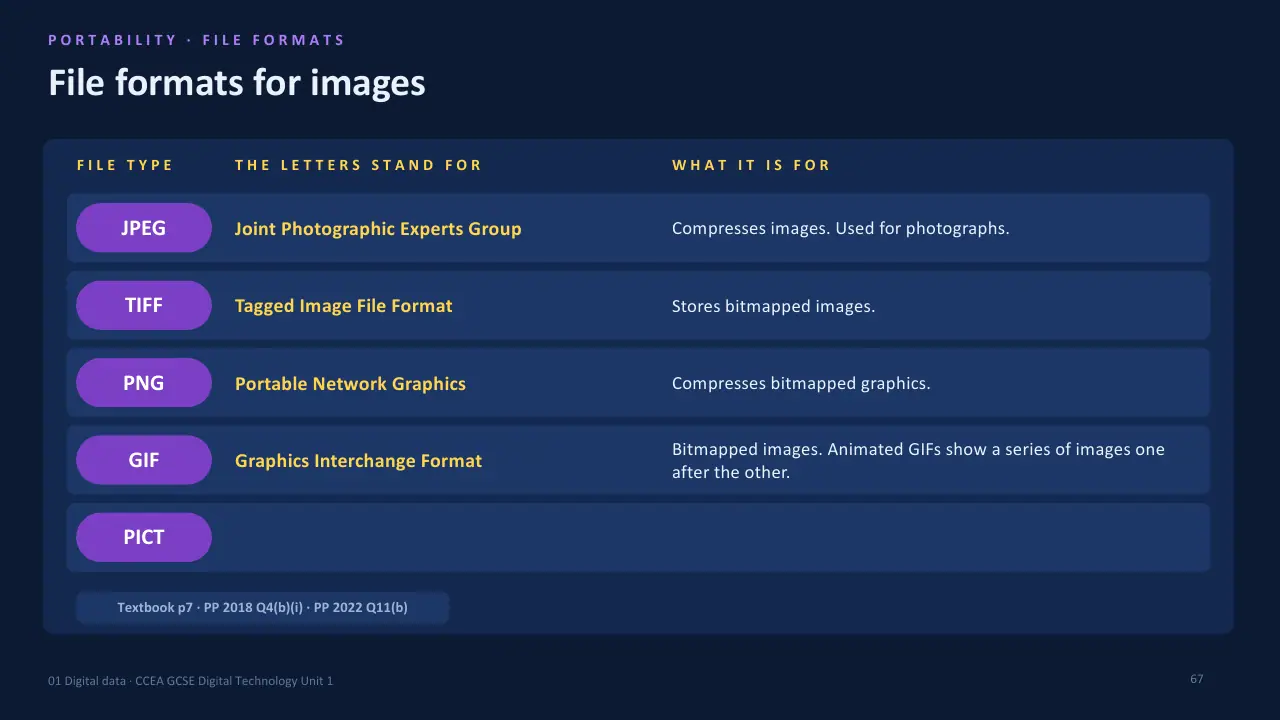 PORTABILITY · FILE FORMATS
File formats for images
FILE TYPE THE LETTERS STAND FOR WHAT IT IS FOR
JPEG Joint Photographic Experts Group Compresses images. Used for photographs.
TIFF Tagged Image File Format Stores bitmapped images.
PNG Portable Network Graphics Compresses bitmapped graphics.
GIF Graphics Interchange Format Bitmapped images. Animated GIFs show a series of images one
after the other.
PICT
Textbook p7 · PP 2018 Q4(b)(i) · PP 2022 Q11(b)
01 Digital data · CCEA GCSE Digital Technology Unit 1 67